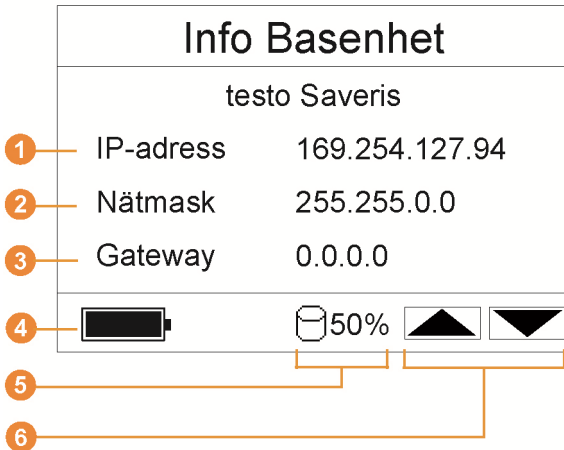 Info Basenhet
testo Saveris
1 IP-adress 169.254.127.94
2 Nätmask 255.255.0.0
3 Gateway 0.0.0.0
4 50%
5
6